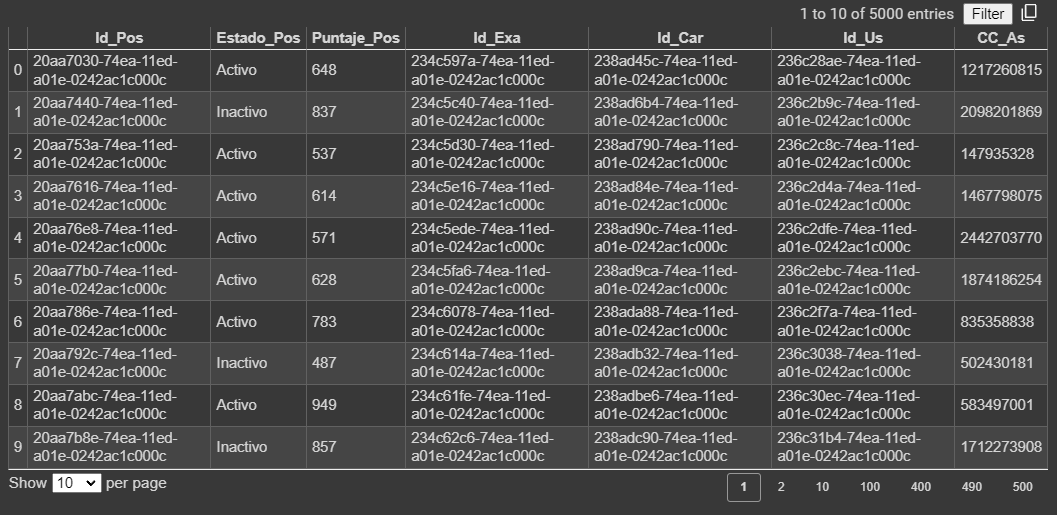 1 to 10 of 5000 entries Filter
Id_Pos Estado_Pos Puntaje_Pos Id_Exa Id_Car Id_Us CC_As
0 20aa7030-74ea-11ed-a01e-0242ac1c000c Activo 648 234c597a-74ea-11ed-a01e-0242ac1c000c 238ad45c-74ea-11ed-a01e-0242ac1c000c 236c28ae-74ea-11ed-a01e-0242ac1c000c 1217260815
1 20aa7440-74ea-11ed-a01e-0242ac1c000c Inactivo 837 234c5c40-74ea-11ed-a01e-0242ac1c000c 238ad6b4-74ea-11ed-a01e-0242ac1c000c 236c2b9c-74ea-11ed-a01e-0242ac1c000c 2098201869
2 20aa753a-74ea-11ed-a01e-0242ac1c000c Activo 537 234c5d30-74ea-11ed-a01e-0242ac1c000c 238ad790-74ea-11ed-a01e-0242ac1c000c 236c2c8c-74ea-11ed-a01e-0242ac1c000c 147935328
3 20aa7616-74ea-11ed-a01e-0242ac1c000c Activo 614 234c5e16-74ea-11ed-a01e-0242ac1c000c 238ad84e-74ea-11ed-a01e-0242ac1c000c 236c2d4a-74ea-11ed-a01e-0242ac1c000c 1467798075
4 20aa76e8-74ea-11ed-a01e-0242ac1c000c Activo 571 234c5ede-74ea-11ed-a01e-0242ac1c000c 238ad90c-74ea-11ed-a01e-0242ac1c000c 236c2dfe-74ea-11ed-a01e-0242ac1c000c 2442703770
5 20aa77b0-74ea-11ed-a01e-0242ac1c000c Activo 628 234c5fa6-74ea-11ed-a01e-0242ac1c000c 238ad9ca-74ea-11ed-a01e-0242ac1c000c 236c2ebc-74ea-11ed-a01e-0242ac1c000c 1874186254
6 20aa786e-74ea-11ed-a01e-0242ac1c000c Activo 783 234c6078-74ea-11ed-a01e-0242ac1c000c 238ada88-74ea-11ed-a01e-0242ac1c000c 236c2f7a-74ea-11ed-a01e-0242ac1c000c 835358838
7 20aa792c-74ea-11ed-a01e-0242ac1c000c Inactivo 487 234c614a-74ea-11ed-a01e-0242ac1c000c 238adb32-74ea-11ed-a01e-0242ac1c000c 236c3038-74ea-11ed-a01e-0242ac1c000c 502430181
8 20aa7abc-74ea-11ed-a01e-0242ac1c000c Activo 949 234c61fe-74ea-11ed-a01e-0242ac1c000c 238adbe6-74ea-11ed-a01e-0242ac1c000c 236c30ec-74ea-11ed-a01e-0242ac1c000c 583497001
9 20aa7b8e-74ea-11ed-a01e-0242ac1c000c Inactivo 857 234c62c6-74ea-11ed-a01e-0242ac1c000c 238adc90-74ea-11ed-a01e-0242ac1c000c 236c31b4-74ea-11ed-a01e-0242ac1c000c 1712273908
Show 10 per page 1 2 10 100 400 490 500